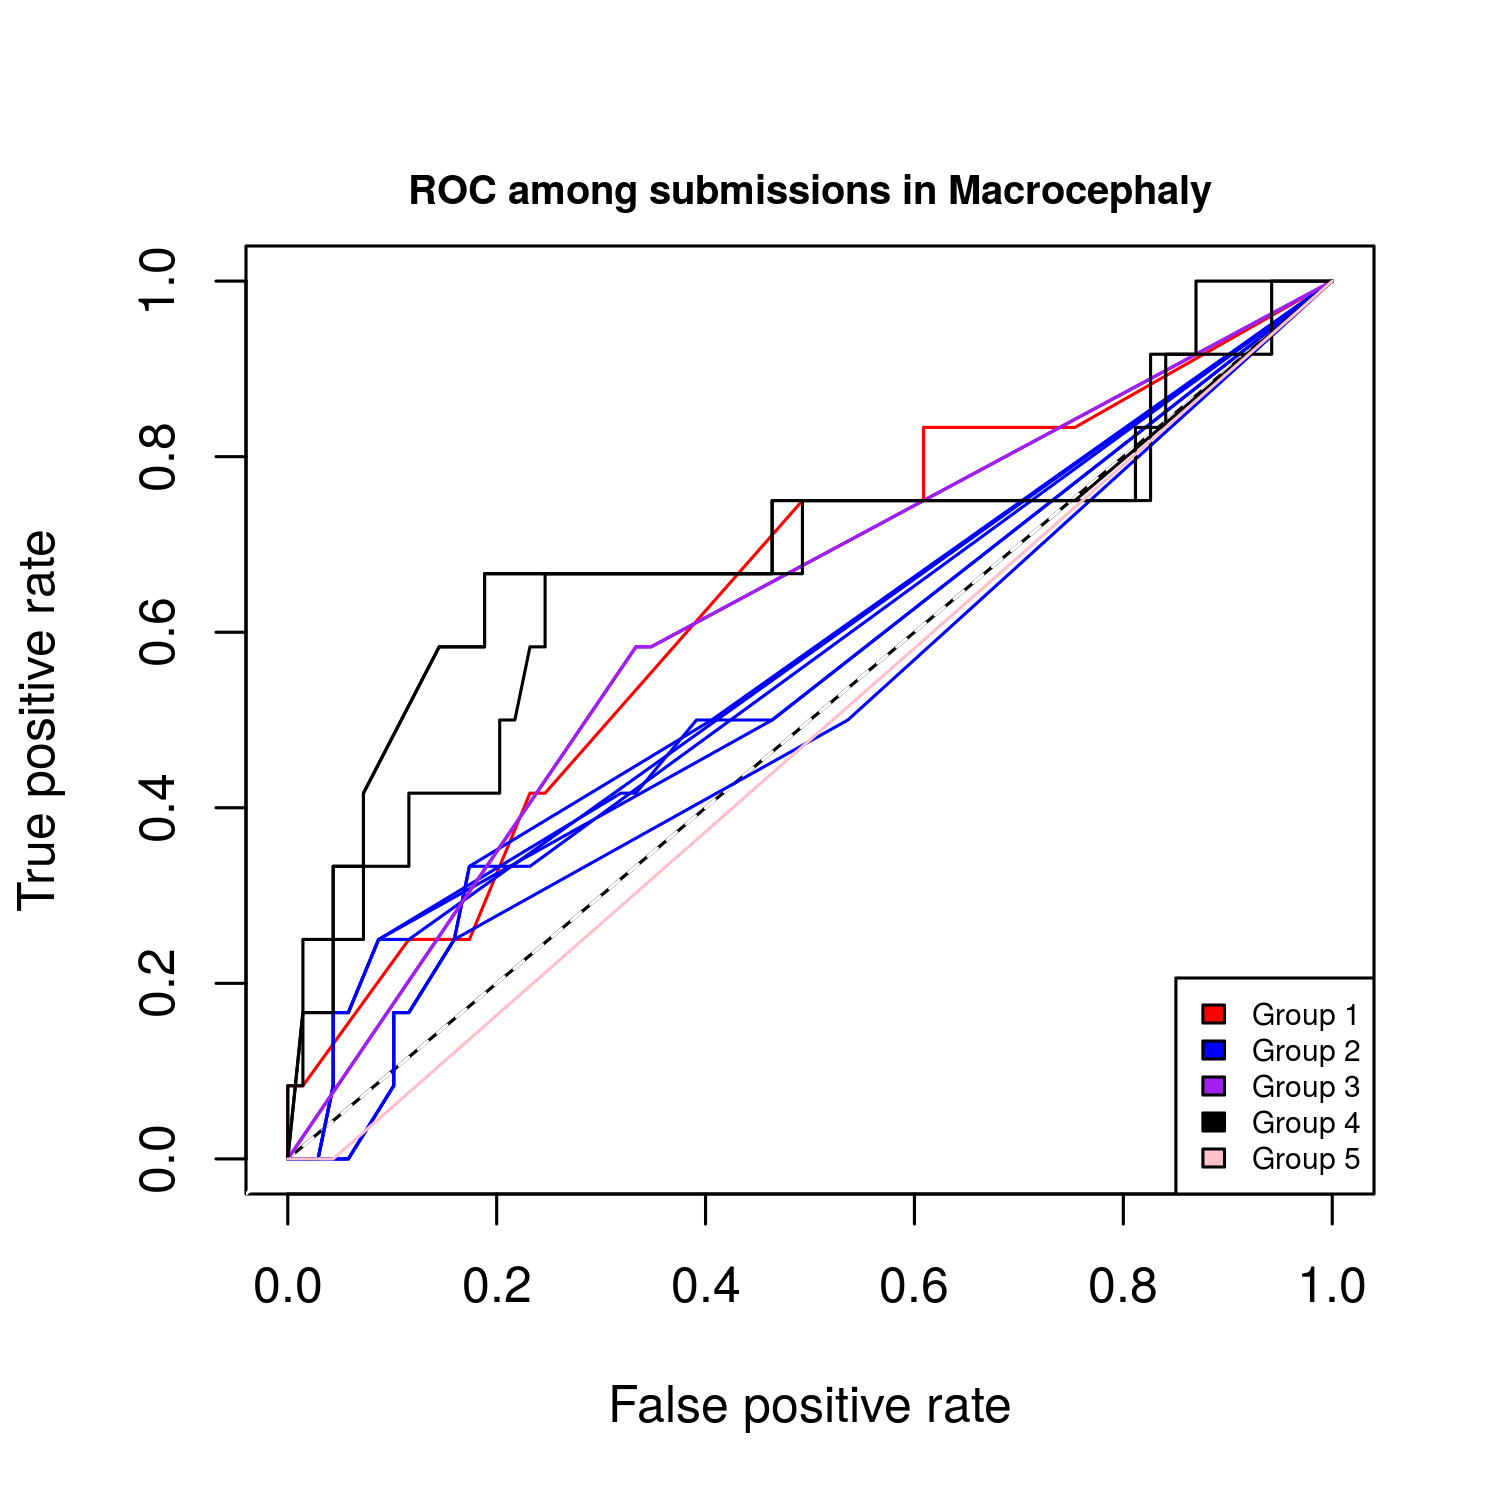 ROC among submissions in Macrocephaly
True positive rate
1.0
0.8
0.6
0.4
0.2
0.0
0.0 0.2 0.4 0.6 0.8 1.0
False positive rate
Group 1
Group 2
Group 3
Group 4
Group 5